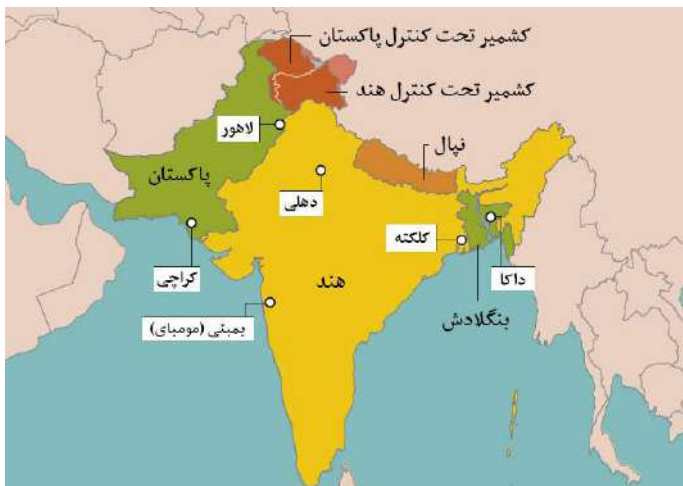 کشمیر تحت کنترل پاکستان
کشمیر تحت کنترل هند
لاهور
نپال
پاکستان
دهلی
کلکته
کراچی
هند
داکا
بنگلادش
بمبئی (مومبای)